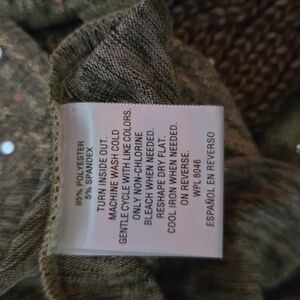 95% POLYESTER
5% SPANDEX
TURN INSIDE OUT.
MACHINE WASH COLD
GENTLE CYCLE WITH LIKE COLORS.
ONLY NON-CHLORINE
BLEACH WHEN NEEDED.
RESHAPE DRY FLAT.
COOL IRON WHEN NEEDED.
ON REVERSE.
WPL 8046
ESPAÑOL EN REVERSO